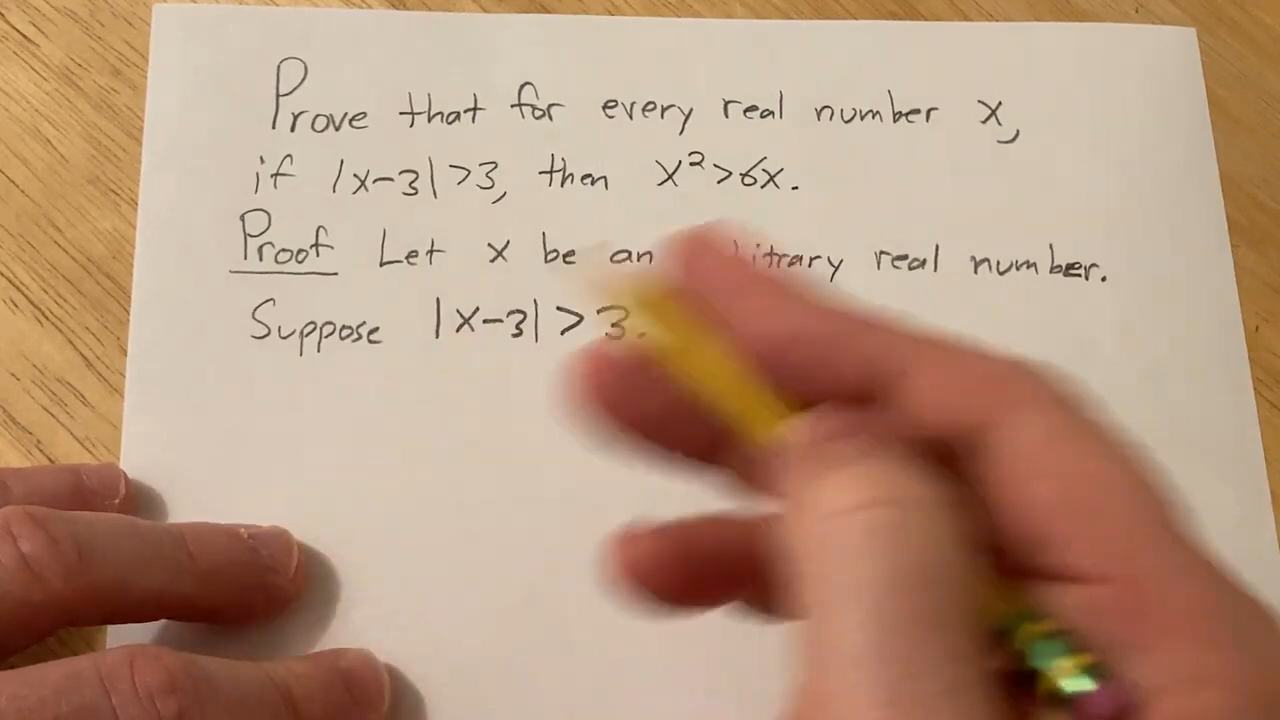 Prove that for every real number x,
if |x-3|>3, then x²>6x.
Proof Let x be an bitrary real number.
Suppose |x-3| > 3.